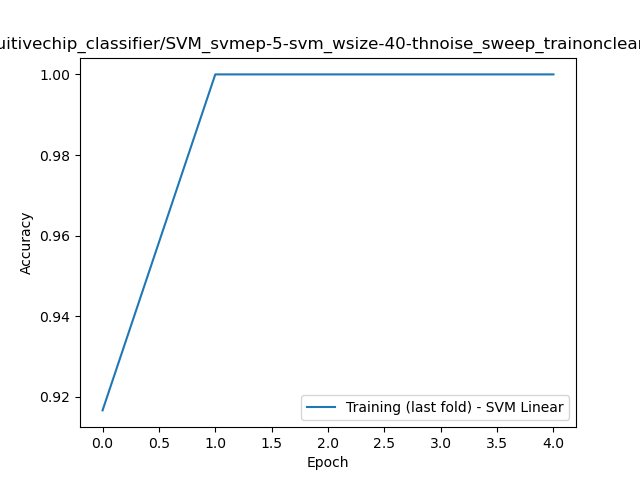 uitivechip_classifier/SVM_svmep-5-svm_wsize-40-thnoise_sweep_trainonclear
1.00
0.98
0.96
0.94
0.92
Accuracy
Training (last fold) - SVM Linear
0.0 0.5 1.0 1.5 2.0 2.5 3.0 3.5 4.0
Epoch